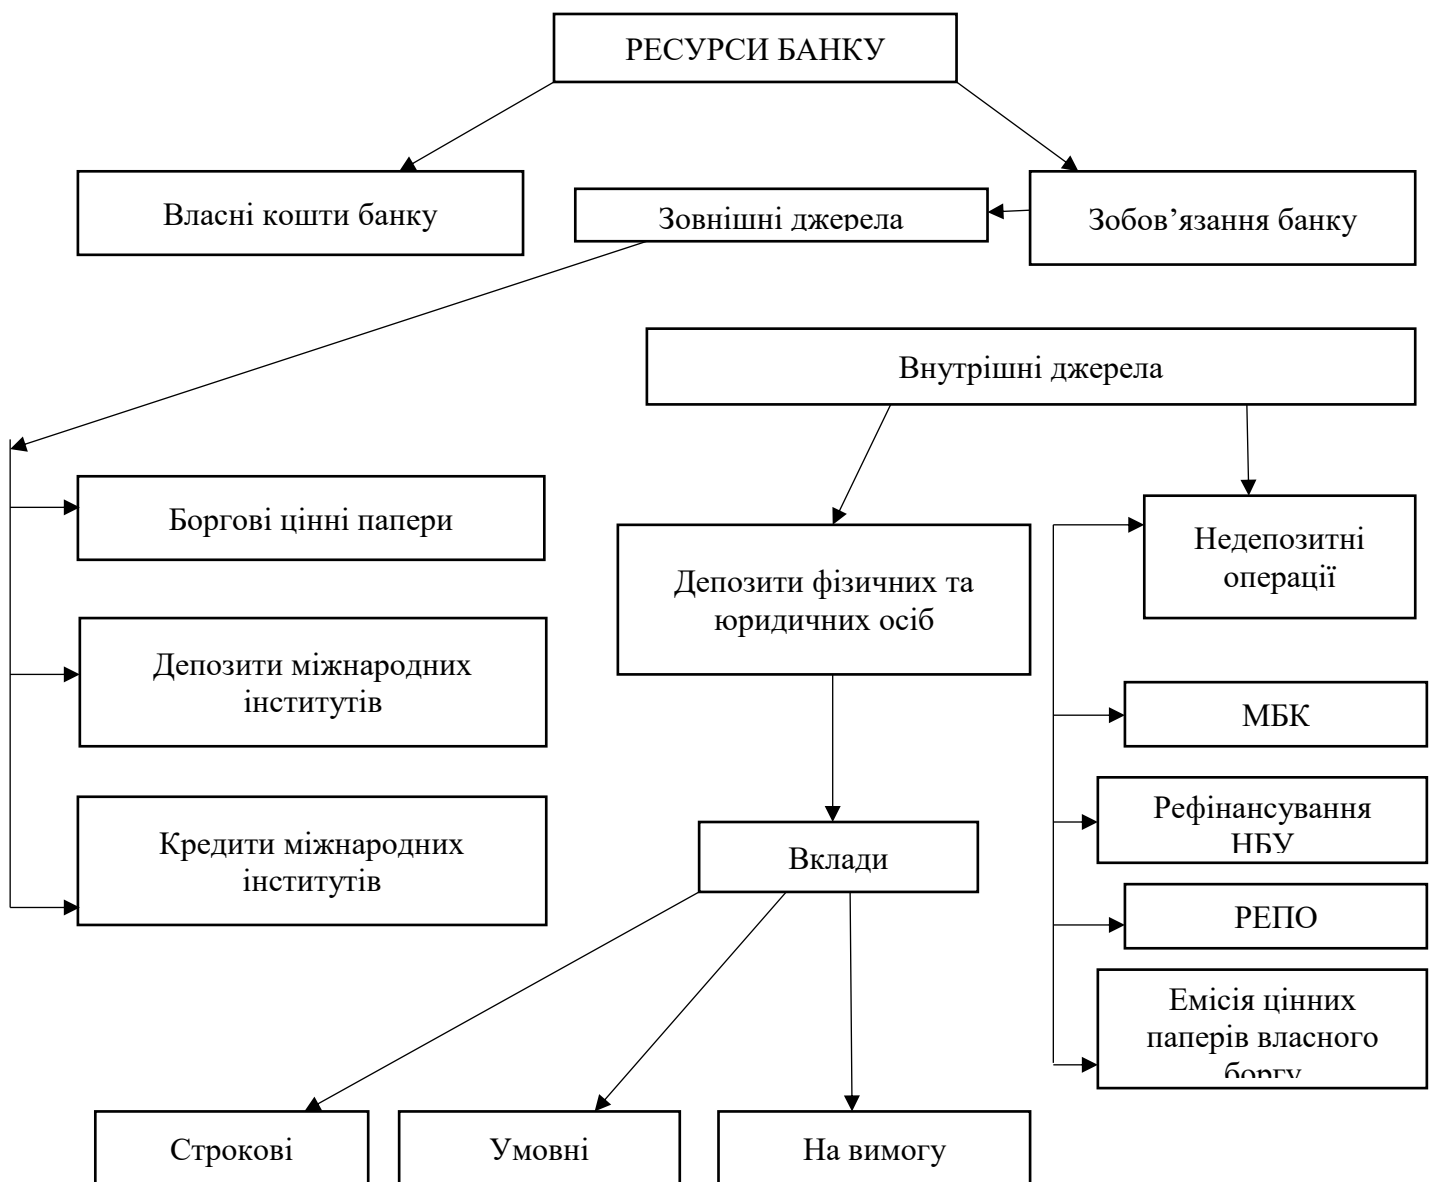 РЕСУРСИ БАНКУ
Власні кошти банку
Зовнішні джерела
Зобов’язання банку
Внутрішні джерела
Боргові цінні папери
Депозити фізичних та
юридичних осіб
Недепозитні
операції
Депозити міжнародних
інститутів
МБК
Рефінансування
НБУ
Кредити міжнародних
інститутів
Вклади
РЕПО
Емісія цінних
паперів власного
боргу
Строкові
Умовні
На вимогу